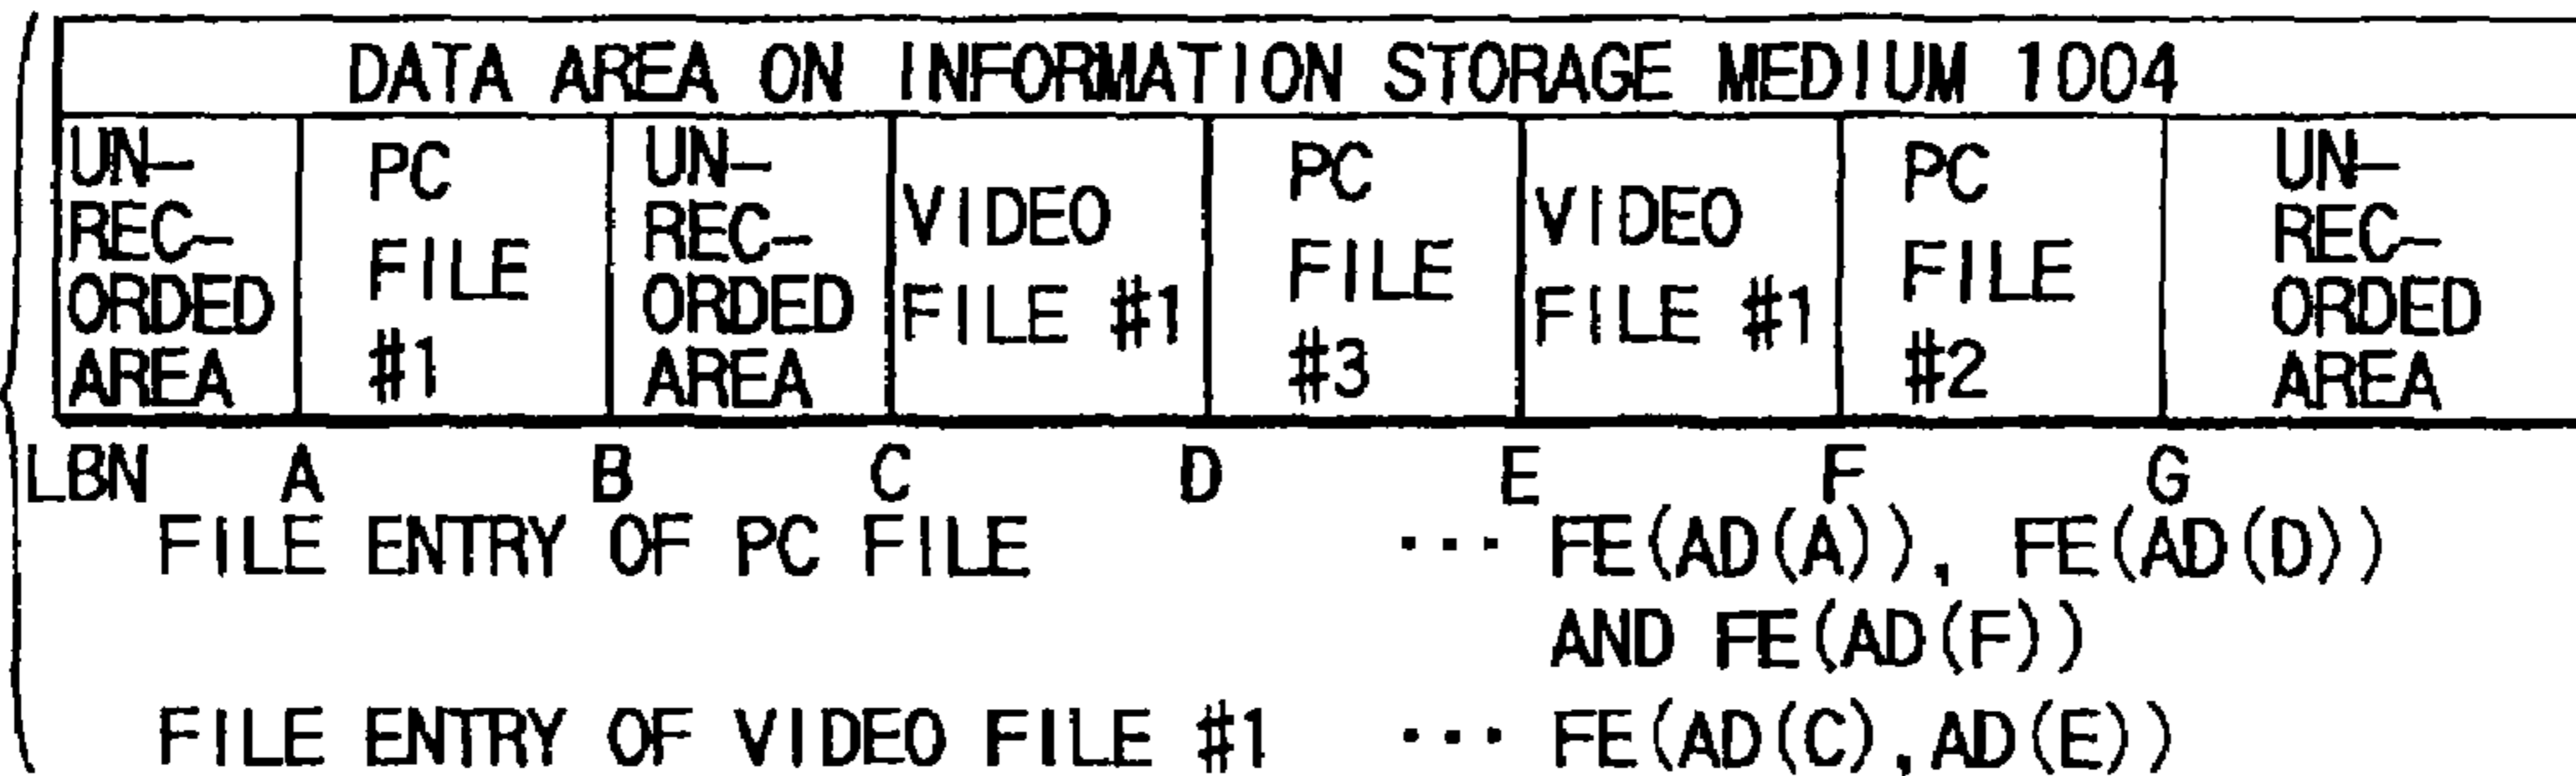 DATA AREA ON INFORMATION STORAGE MEDIUM 1004
UN-
REC-
ORDED
AREA
PC
FILE
#1
UN-
REC-
ORDED
AREA
VIDEO
FILE #1
PC
FILE
#3
VIDEO
FILE #1
PC
FILE
#2
UN-
REC-
ORDED
AREA
LBN A B C D E F G
FILE ENTRY OF PC FILE ··· FE(AD(A)), FE(AD(D))
AND FE(AD(F))
FILE ENTRY OF VIDEO FILE #1 ··· FE(AD(C),AD(E))